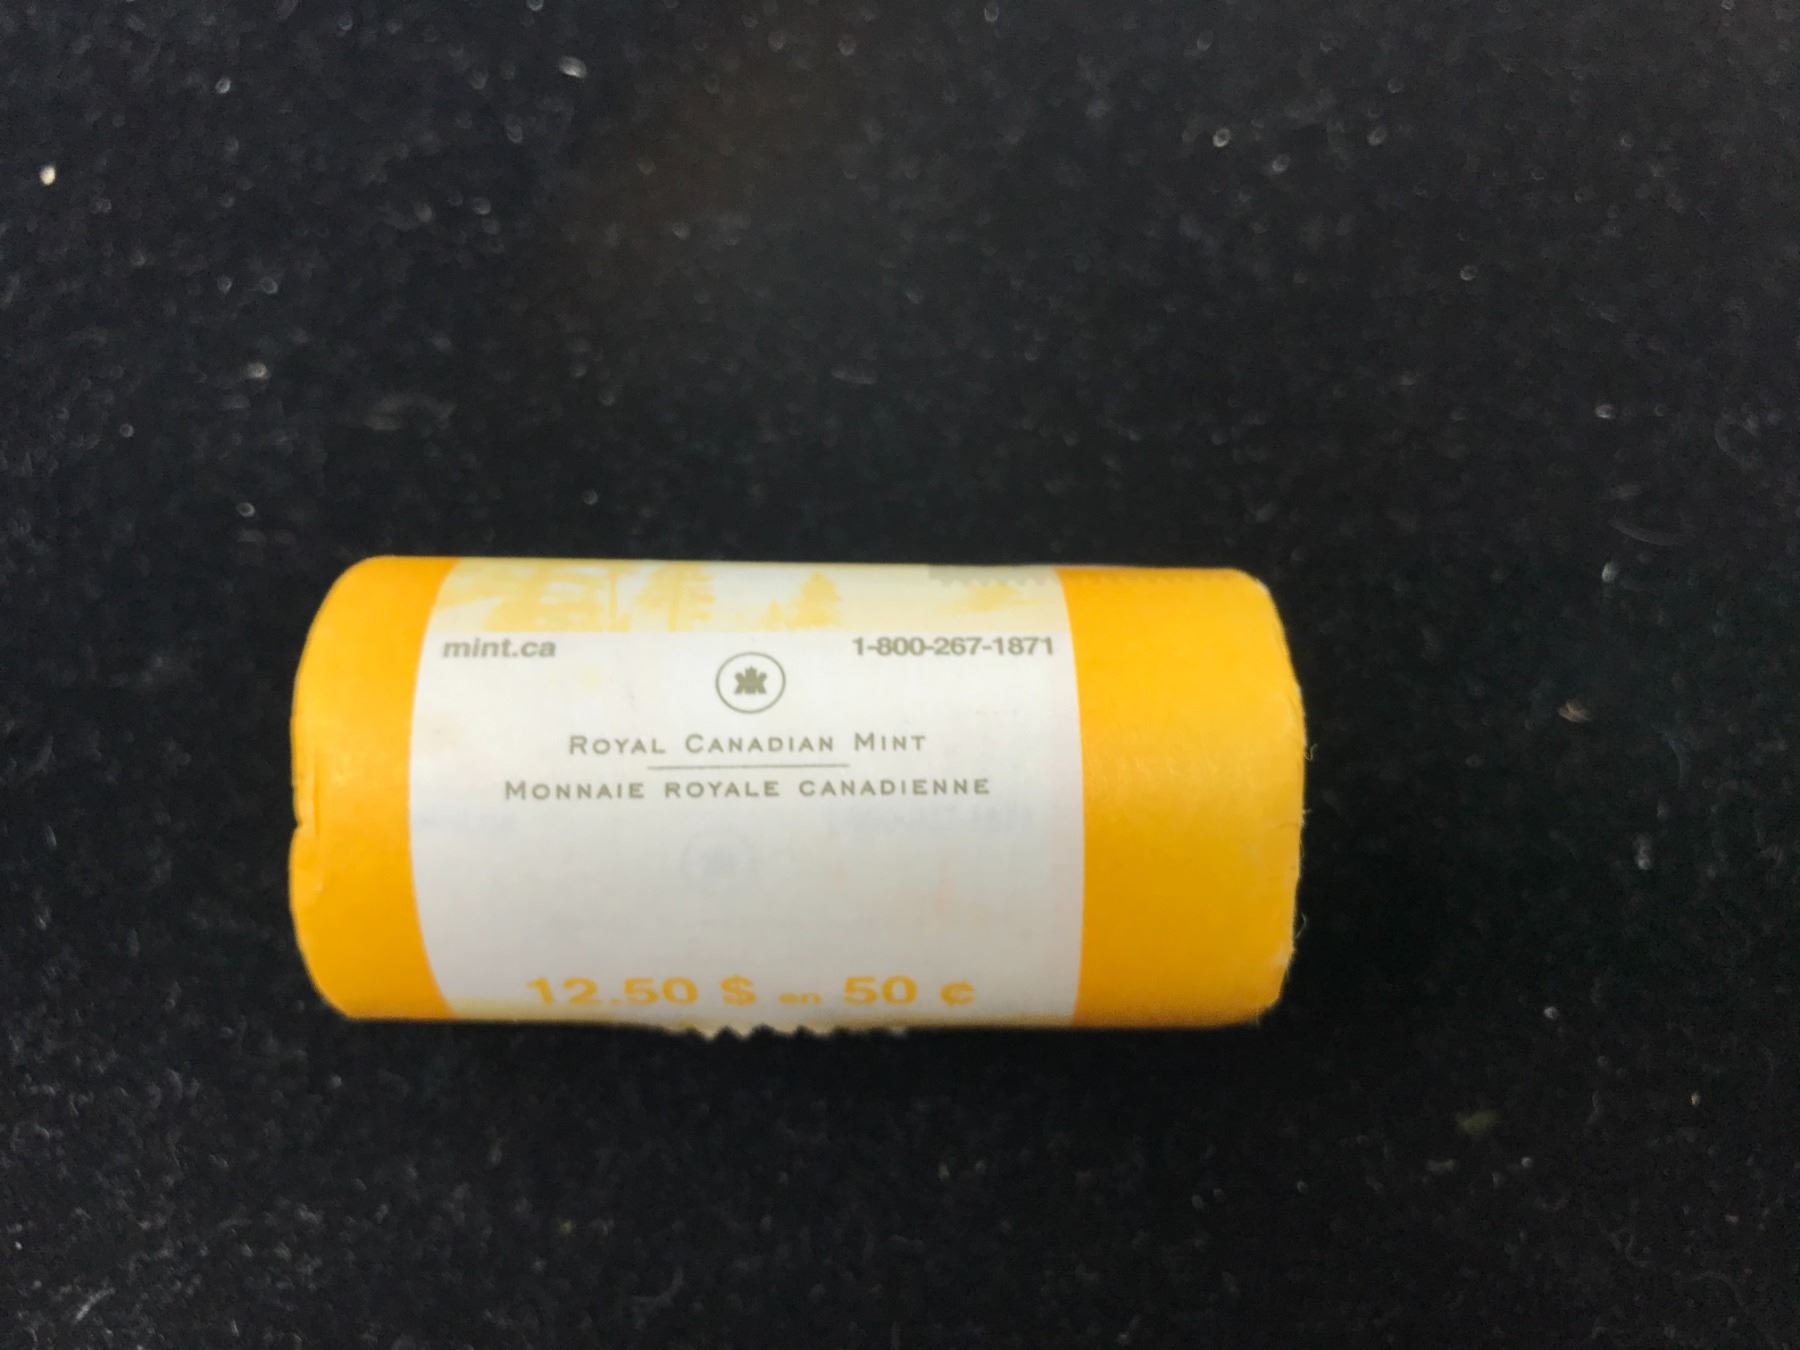 mint.ca 1-800-267-1871
ROYAL CANADIAN MINT
MONNAIE ROYALE CANADIENNE
12.50 $ en 50 ¢